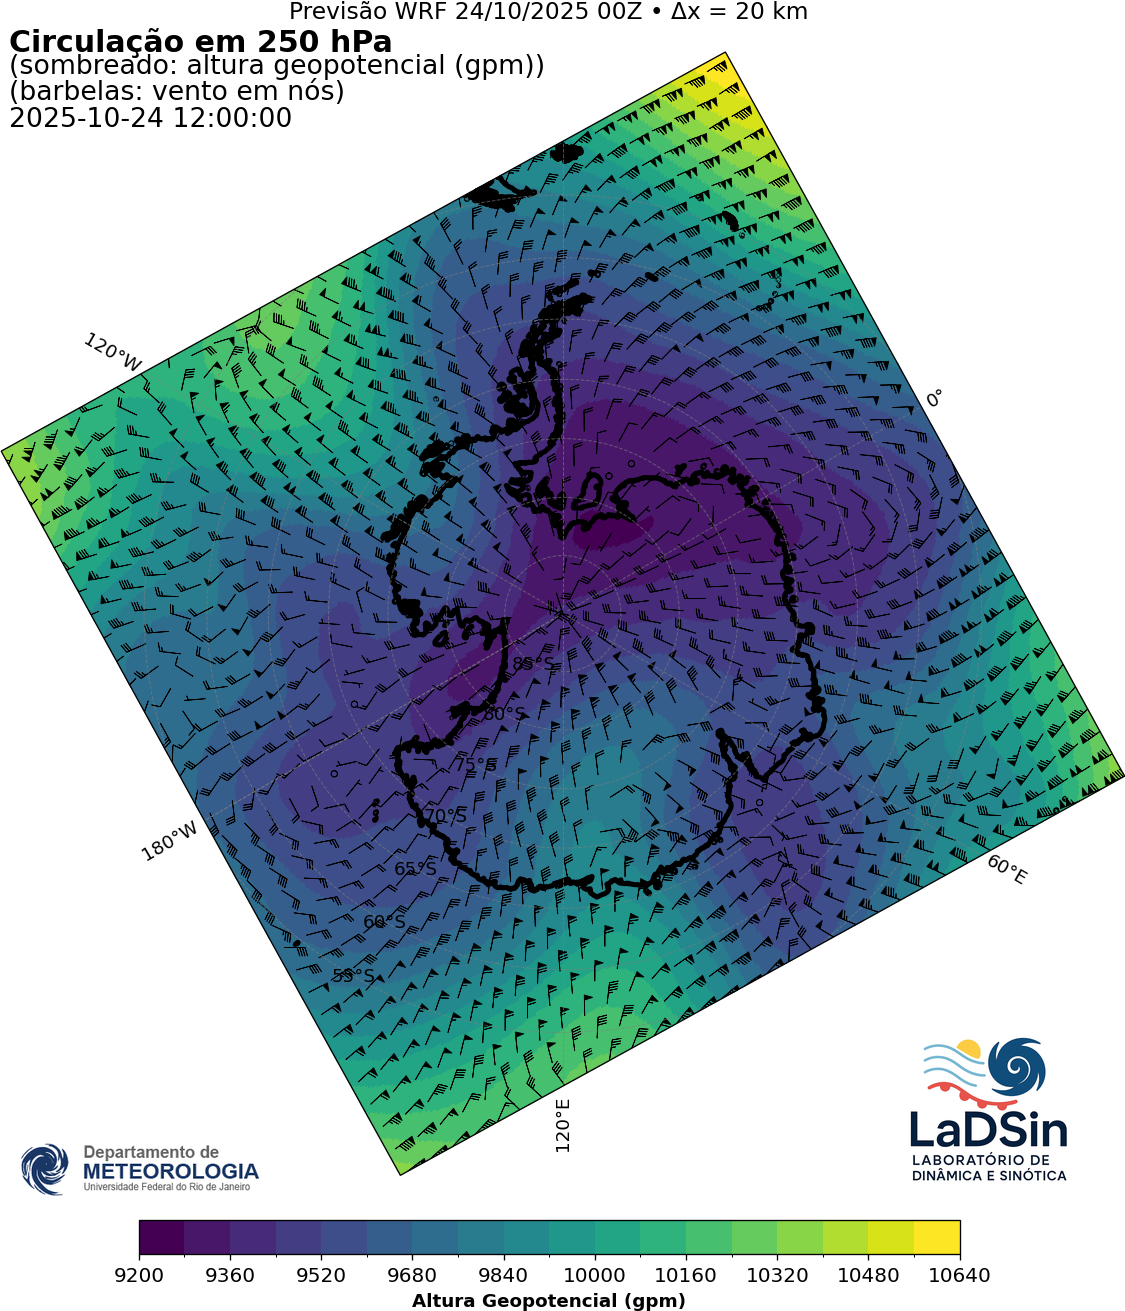 Previsão WRF 24/10/2025 00Z • Δx = 20 km
Circulação em 250 hPa
(sombreado: altura geopotencial (gpm))
(barbelas: vento em nós)
2025-10-24 12:00:00
120°W
0°
85°S
80°S
75°S
70°S
180°W
65°S
60°E
60°S
55°S
120°E
LaDSin
LABORATÓRIO DE
DINÂMICA E SINÓTICA
Departamento de
METEOROLOGIA
Universidade Federal do Rio de Janeiro
9200 9360 9520 9680 9840 10000 10160 10320 10480 10640
Altura Geopotencial (gpm)